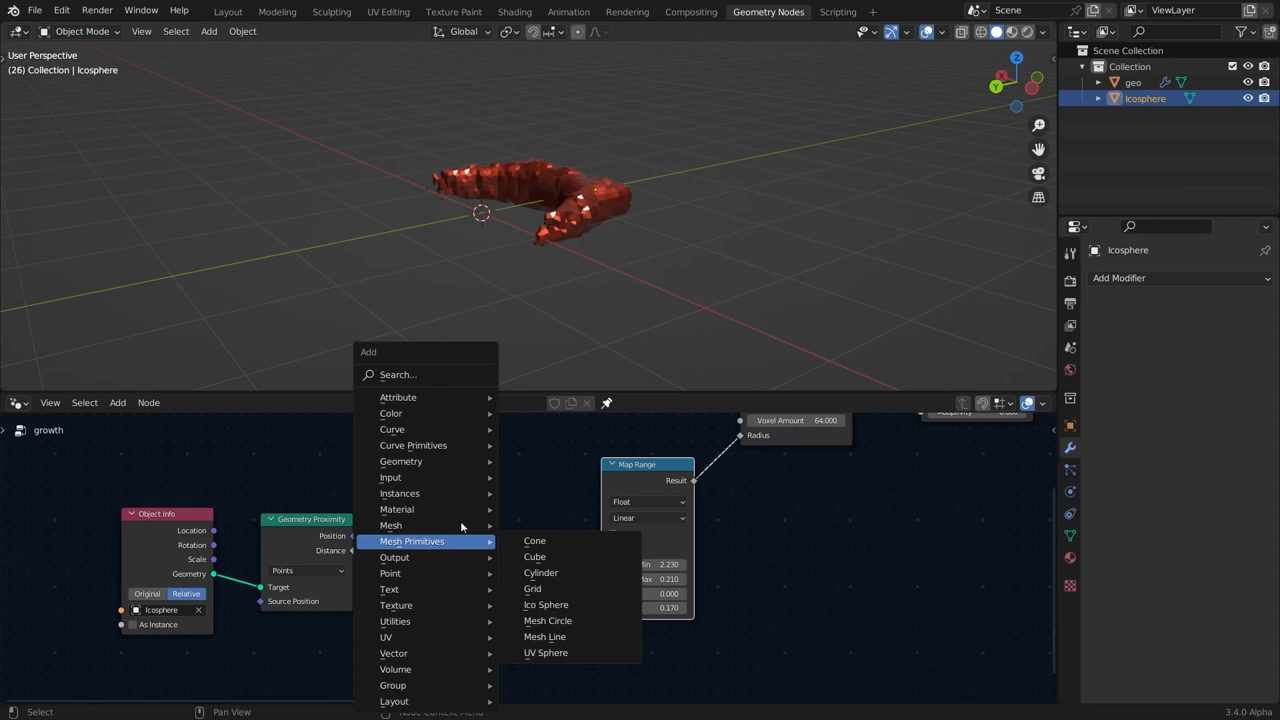 File Edit Render Window Help Layout Modeling Sculpting UV Editing Texture Paint Shading Animation Rendering Compositing Geometry Nodes Scripting + Scene ViewLayer
Object Mode View Select Add Object Global
User Perspective
(26) Collection | Icosphere
X
Y
Z
Scene Collection
Collection
geo
Icosphere
Icosphere
Add Modifier
View Select Add Node
growth
Add
Search...
Attribute
Color
Curve
Curve Primitives
Geometry
Input
Instances
Material
Mesh
Mesh Primitives
Output
Point
Text
Texture
Utilities
UV
Vector
Volume
Group
Layout
Cone
Cube
Cylinder
Grid
Ico Sphere
Mesh Circle
Mesh Line
UV Sphere
Object Info
Location
Rotation
Scale
Geometry
Original Relative
Icosphere
As Instance
Geometry Proximity
Position
Distance
Points
Target
Source Position
Map Range
Result
Float
Linear
Min 2.230
Max 0.210
0.000
0.170
Voxel Amount 64.000
Radius
Select Pan View Node Context Menu 3.4.0 Alpha